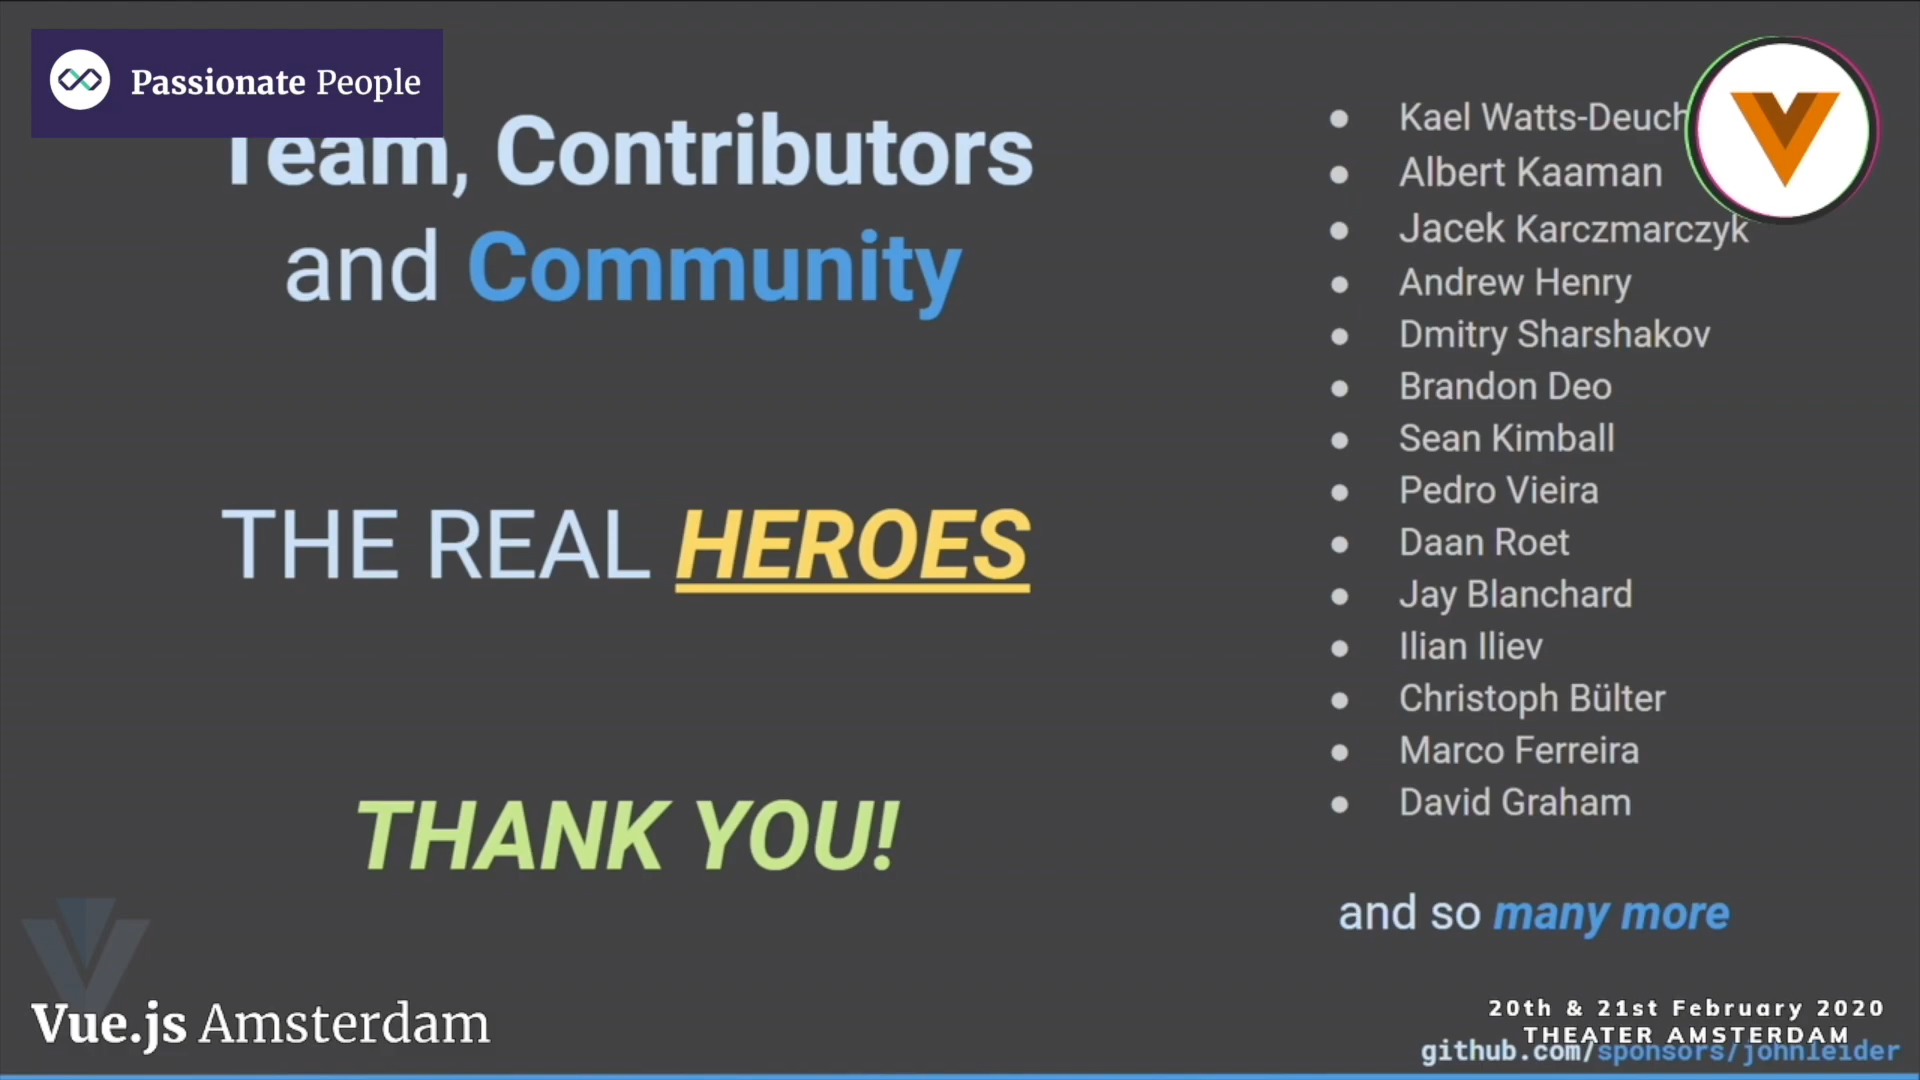 Passionate People
Team, Contributors
and Community
THE REAL HEROES
THANK YOU!
Kael Watts-Deuch
Albert Kaaman
Jacek Karczmarczyk
Andrew Henry
Dmitry Sharshakov
Brandon Deo
Sean Kimball
Pedro Vieira
Daan Roet
Jay Blanchard
Ilian Iliev
Christoph Bülter
Marco Ferreira
David Graham
and so many more
Vue.js Amsterdam
20th & 21st February 2020
THEATER AMSTERDAM
github.com/sponsors/johnleider